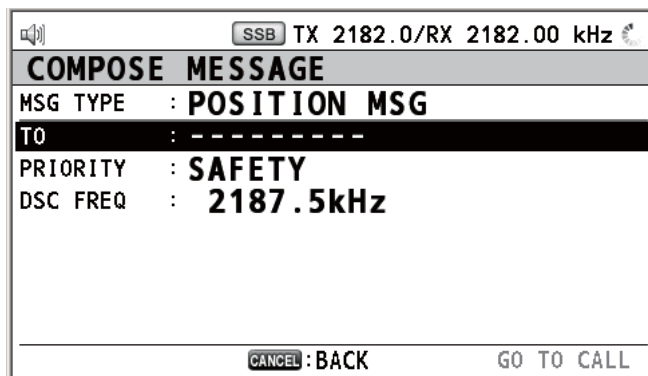 SSB TX 2182.0/RX 2182.00 kHz
COMPOSE MESSAGE
MSG TYPE : POSITION MSG
TO : ---------
PRIORITY : SAFETY
DSC FREQ : 2187.5kHz
CANCEL : BACK GO TO CALL